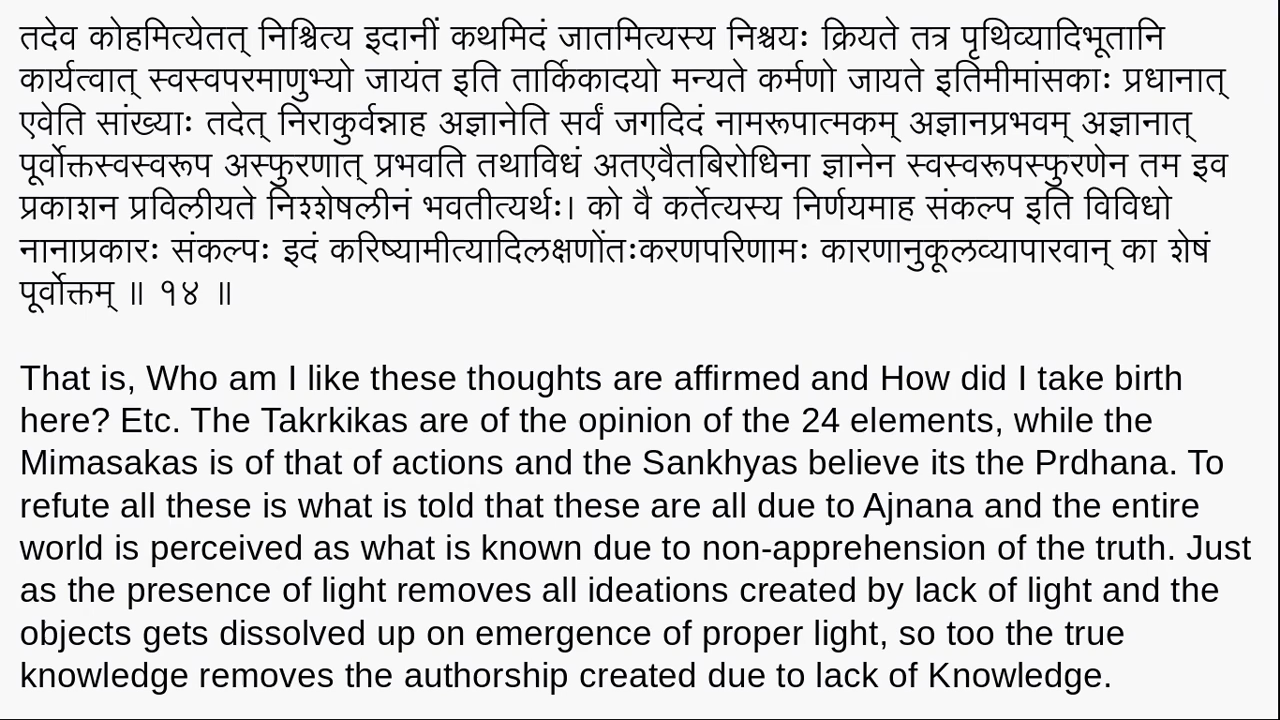 तदेव कोहमित्येतत् निश्चित्य इदानीं कथमिदं जातमित्यस्य निश्चयः क्रियते तत्र पृथिव्यादिभूतानि
कार्यत्वात् स्वस्वपरमाणुभ्यो जायंत इति तार्किकादयो मन्यते कर्मणो जायते इतिमीमांसकाः प्रधानात्
एवेति सांख्याः तदेत् निराकुर्वन्नाह अज्ञानेति सर्वं जगदिदं नामरूपात्मकम् अज्ञानप्रभवम् अज्ञानात्
पूर्वोक्तस्वस्वरूप अस्फुरणात् प्रभवति तथाविधं अतएवैतबिरोधिना ज्ञानेन स्वस्वरूपस्फुरणेन तम इव
प्रकाशन प्रविलीयते निश्शेषलीनं भवतीत्यर्थः। को वै कर्तेत्यस्य निर्णयमाह संकल्प इति विविधो
नानाप्रकारः संकल्पः इदं करिष्यामीत्यादिलक्षणोंतःकरणपरिणामः कारणानुकूलव्यापारवान् का शेषं
पूर्वोक्तम् ॥ १४ ॥
That is, Who am I like these thoughts are affirmed and How did I take birth
here? Etc. The Takrkikas are of the opinion of the 24 elements, while the
Mimasakas is of that of actions and the Sankhyas believe its the Prdhana. To
refute all these is what is told that these are all due to Ajnana and the entire
world is perceived as what is known due to non-apprehension of the truth. Just
as the presence of light removes all ideations created by lack of light and the
objects gets dissolved up on emergence of proper light, so too the true
knowledge removes the authorship created due to lack of Knowledge.